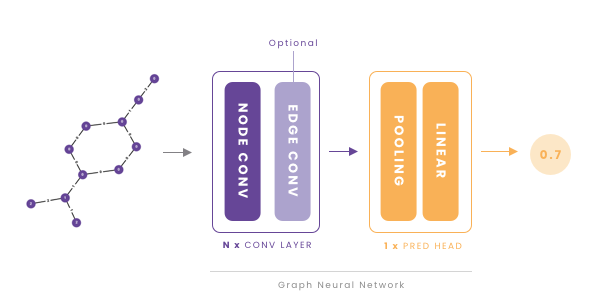 Optional
NODE CONV
EDGE CONV
POOLING
LINEAR
0.7
N x CONV LAYER
1 x PRED HEAD
Graph Neural Network